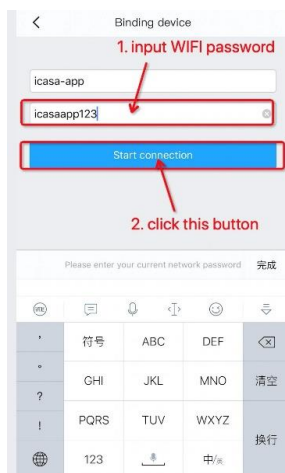 Binding device
1. input WIFI password
icasa-app
icasaapp123
Start connection
2. click this button
Please enter your current network password 完成
, 符号 ABC DEF
。 GHI JKL MNO 清空
?
! PQRS TUV WXYZ 换行
123 中/英